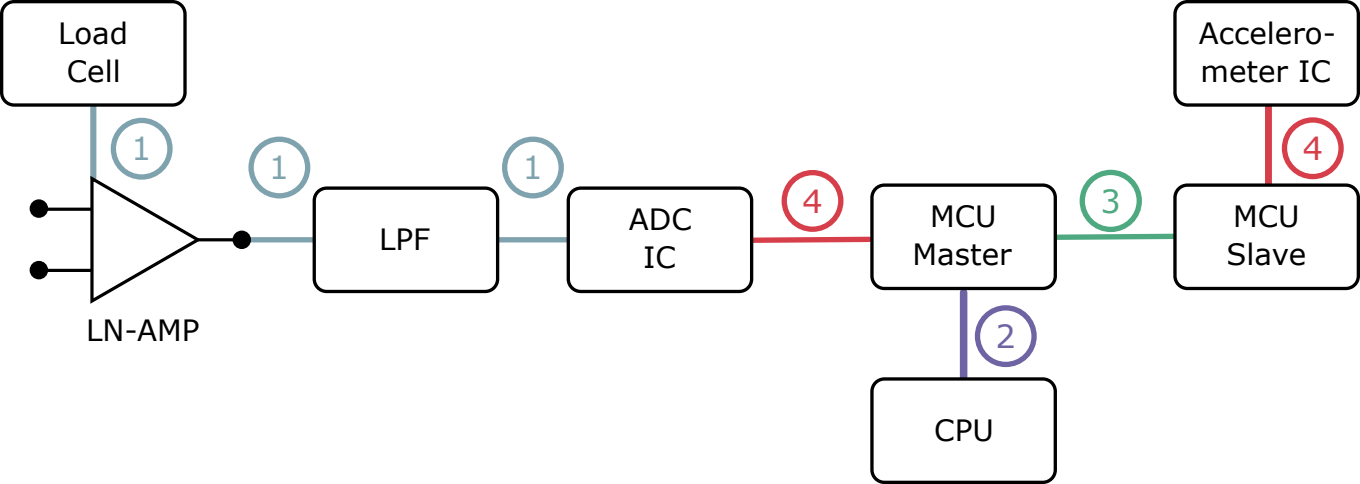 Load
Cell
1
1
1
LN-AMP
LPF
ADC
IC
4
MCU
Master
2
CPU
3
MCU
Slave
4
Accelero-
meter IC